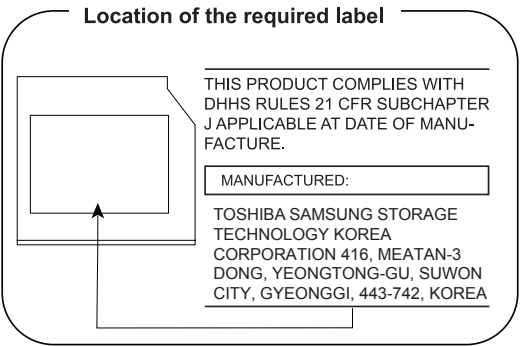 Location of the required label
THIS PRODUCT COMPLIES WITH
DHHS RULES 21 CFR SUBCHAPTER
J APPLICABLE AT DATE OF MANU-
FACTURE.
MANUFACTURED:
TOSHIBA SAMSUNG STORAGE
TECHNOLOGY KOREA
CORPORATION 416, MEATAN-3
DONG, YEONGTONG-GU, SUWON
CITY, GYEONGGI, 443-742, KOREA